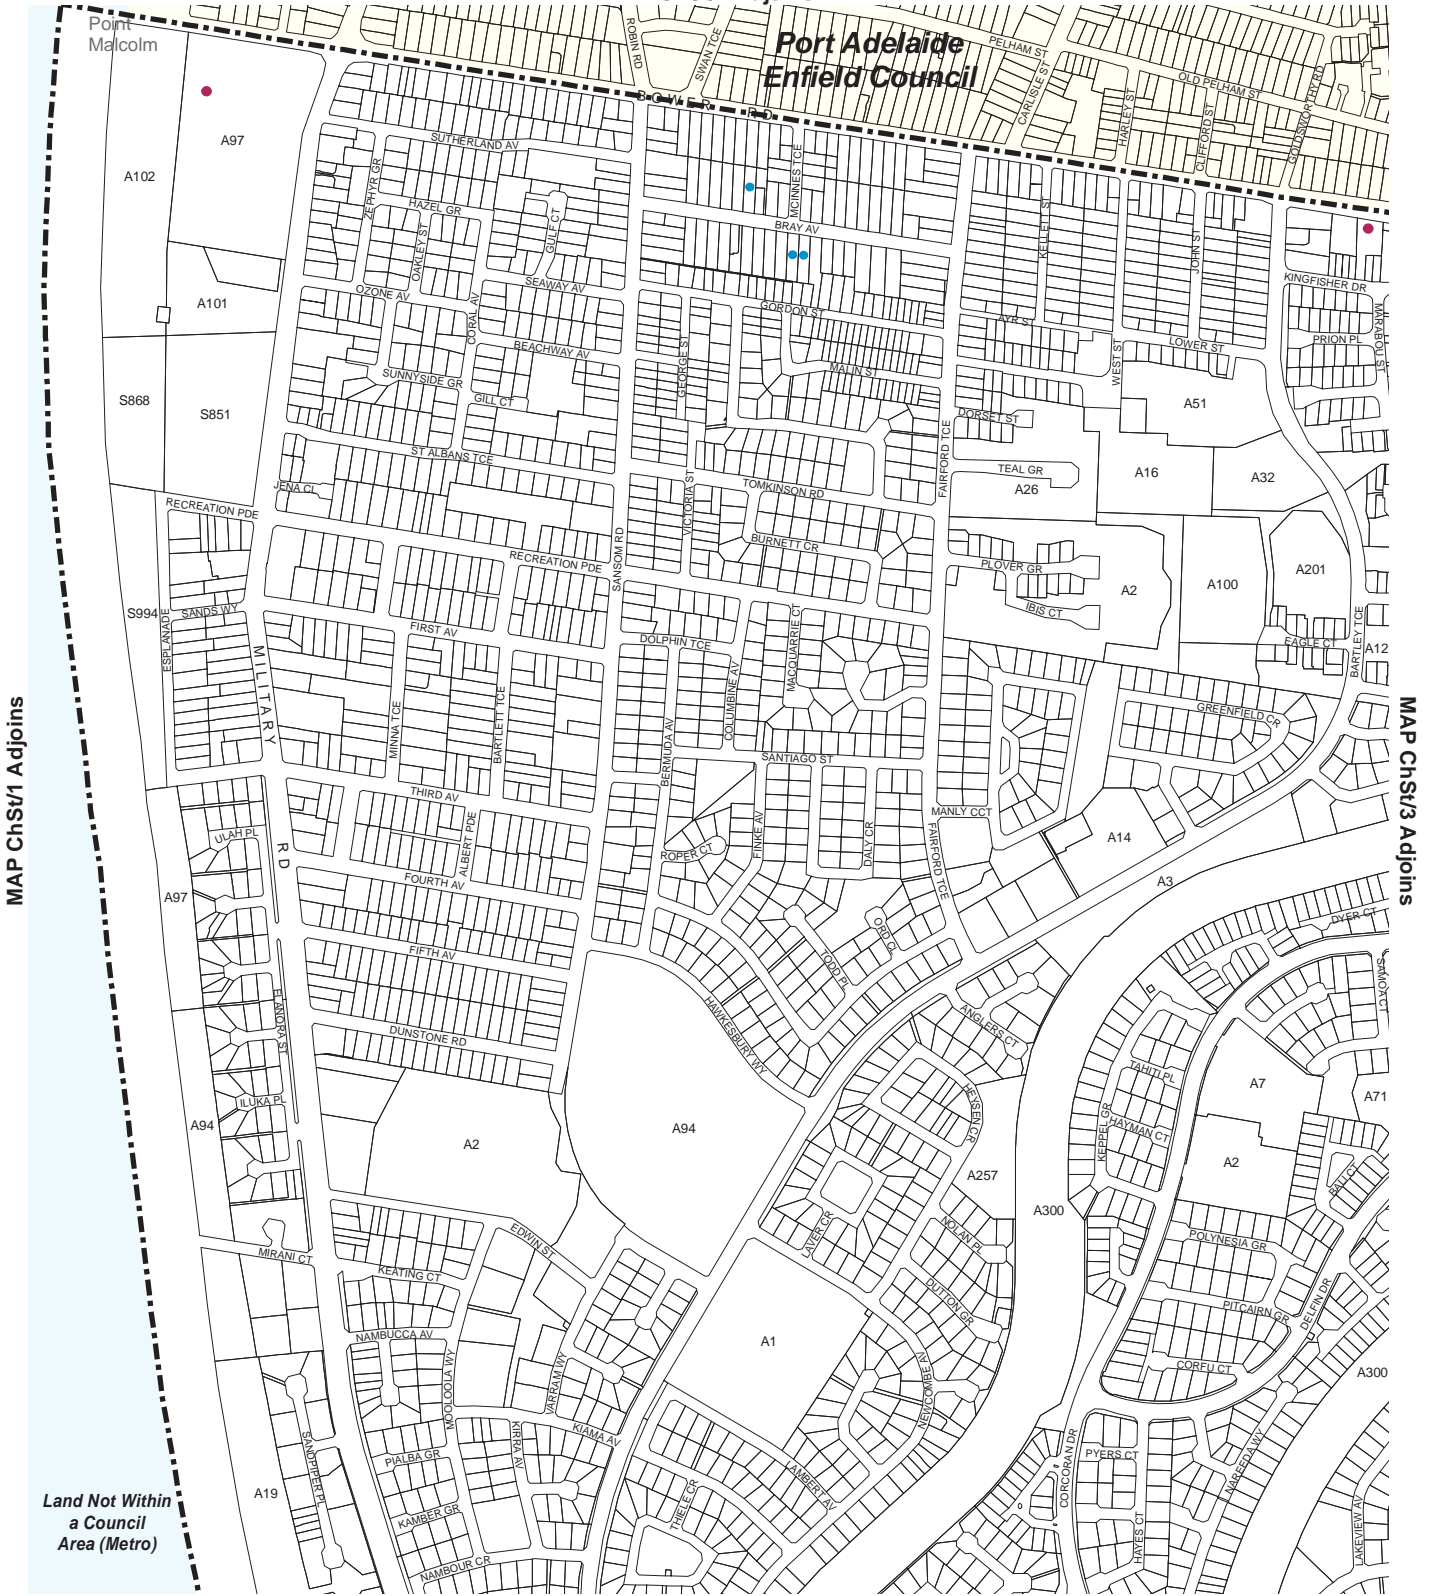 Point
Malcolm
Port Adelaide
Enfield Council
ROBIN RD
SWAN TCE
PELHAM ST
CARLISLE ST
OLD PELHAM ST
HARLEY ST
CLIFFORD ST
GOLDSWORTHY RD
BOWER RD
A97
A102
SUTHERLAND AV
ZEPHYR GR
HAZEL GR
OAKLEY ST
GULF CT
MCINNES TCE
BRAY AV
KELLETT ST
JOHN ST
KINGFISHER DR
MARABOU ST
PRION PL
A101
OZONE AV
CORAL AV
SEAWAY AV
GORDON ST
AYR ST
WEST ST
LOWER ST
BEACHWAY AV
GEORGE ST
MALIN ST
SUNNYSIDE GR
GILL CT
S868
S851
A51
DORSET ST
ST ALBANS TCE
FAIRFORD TCE
TEAL GR
A26
A16
A32
JENA CL
TOMKINSON RD
VICTORIA ST
RECREATION PDE
BURNETT CR
RECREATION PDE
SANSOM RD
PLOVER GR
IBIS CT
A2
A100
A201
S994
SANDS WY
ESPLANADE
FIRST AV
DOLPHIN TCE
MACQUARRIE CT
EAGLE CT
BARTLEY TCE
A12
MILITARY
MINNA TCE
BARTLETT TCE
COLUMBINE AV
BERMUDA AV
GREENFIELD CR
SANTIAGO ST
MAP ChSt/1 Adjoins
MAP ChSt/3 Adjoins
THIRD AV
MANLY CCT
ULAH PL
RD
ALBERT PDE
ROPER CT
FINKE AV
DALY CR
FAIRFORD TCE
A14
A3
FOURTH AV
A97
ORD CL
DYER CT
FIFTH AV
TODD PL
SAMOA CT
ELANORA ST
HAWKESBURY WY
ANGLERS CT
DUNSTONE RD
TAHITI PL
A7
A71
ILUKA PL
HEYSEN CR
KEPPEL GR
HAYMAN CT
A94
A2
A94
A257
A2
BALI CT
A300
LAVER CR
NOLAN PL
MIRANI CT
EDWIN ST
POLYNESIA GR
KEATING CT
DUTTON GR
PITCAIRN GR
DELFIN DR
NAMBUCCA AV
A1
MOOLOOLA WY
YARRAM WY
NEWCOMBE AV
CORFU CT
A300
KIRRA AV
KIAMA AV
SANDPIPER PL
PIALBA GR
LAMBERT AV
CORCORAN DR
PYERS CT
NAREEDA WY
A19
THIELE CR
KAMBER GR
HAYES CT
LAKEVIEW AV
NAMBOUR CR
Land Not Within
a Council
Area (Metro)